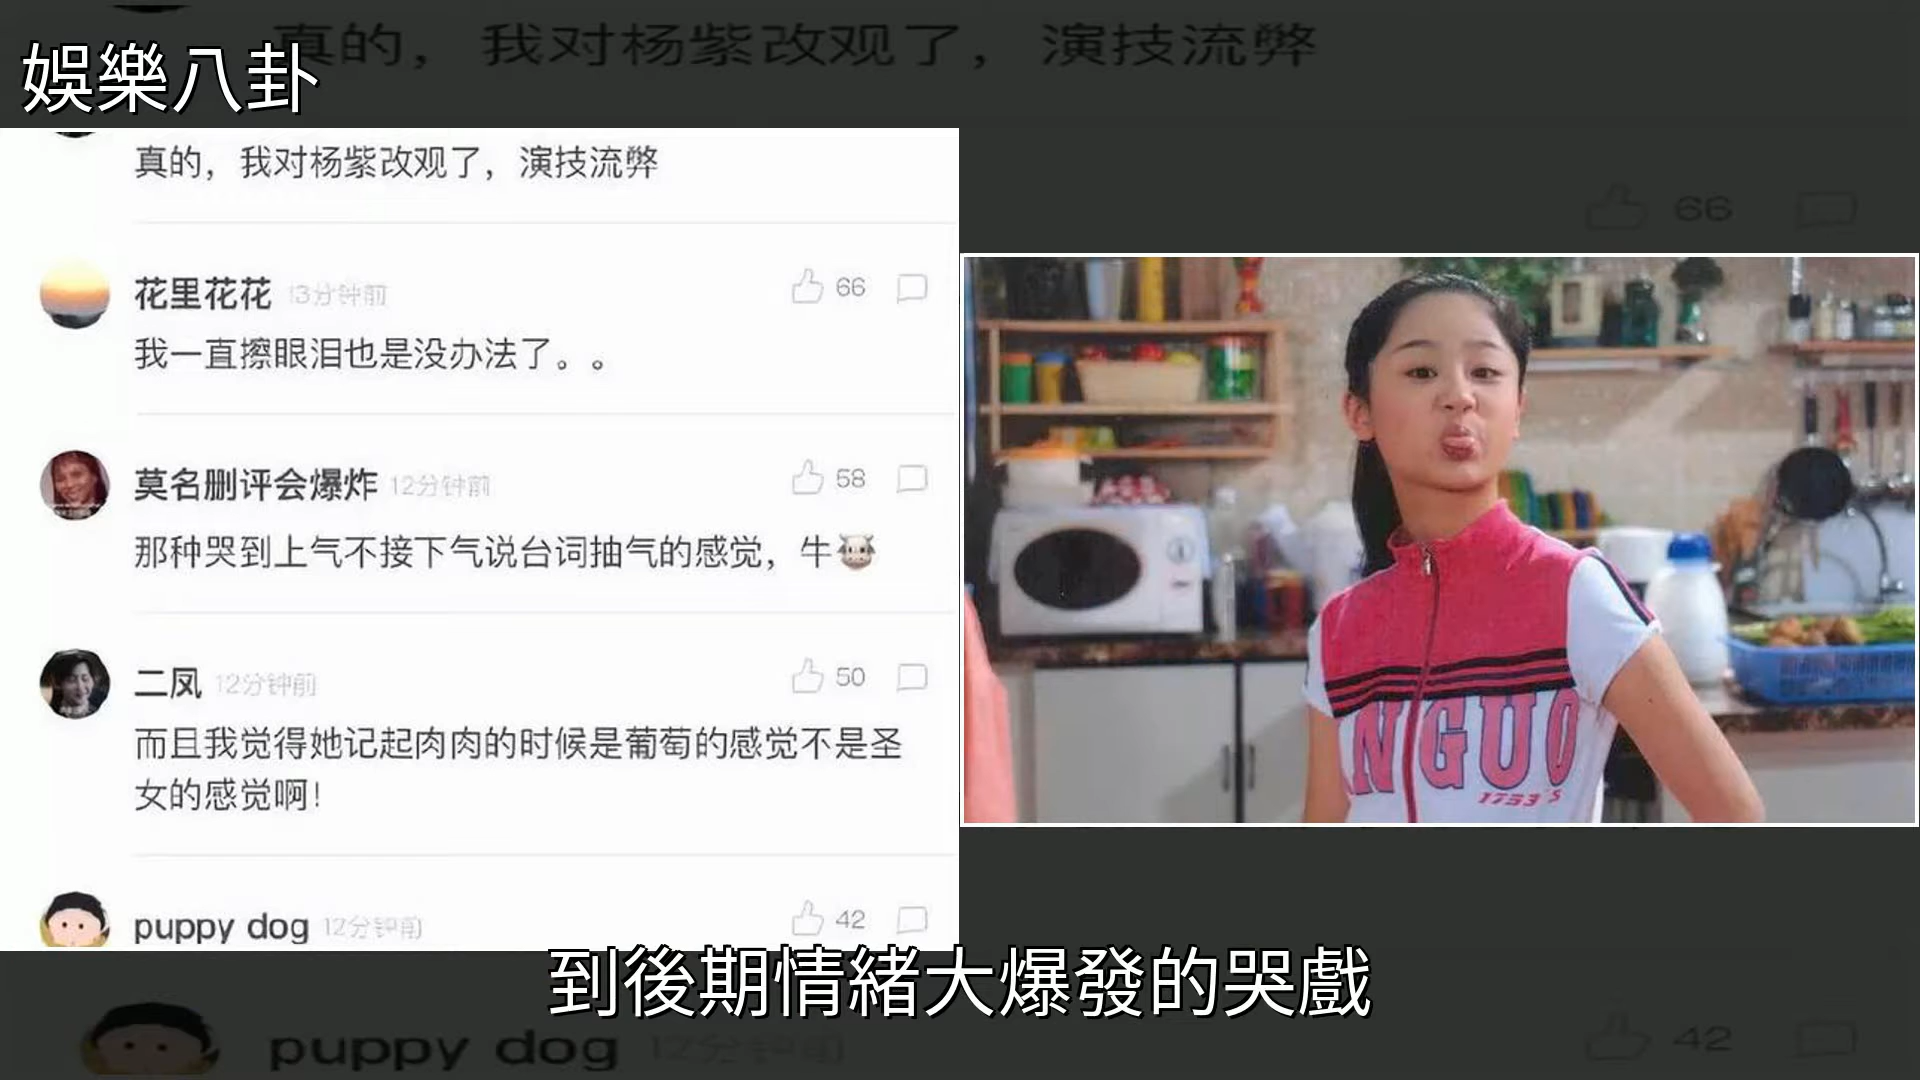 真的，我对杨紫改观了，演技流弊
娛樂八卦
真的，我对杨紫改观了，演技流弊
66
花里花花 13分钟前 66
我一直擦眼泪也是没办法了。。
莫名删评会爆炸 12分钟前 58
那种哭到上气不接下气说台词抽气的感觉，牛
二凤 12分钟前 50
而且我觉得她记起肉肉的时候是葡萄的感觉不是圣
女的感觉啊！
NGUO
1753'S
puppy dog 12分钟前 42
到後期情緒大爆發的哭戲
puppy dog 12分钟前 42